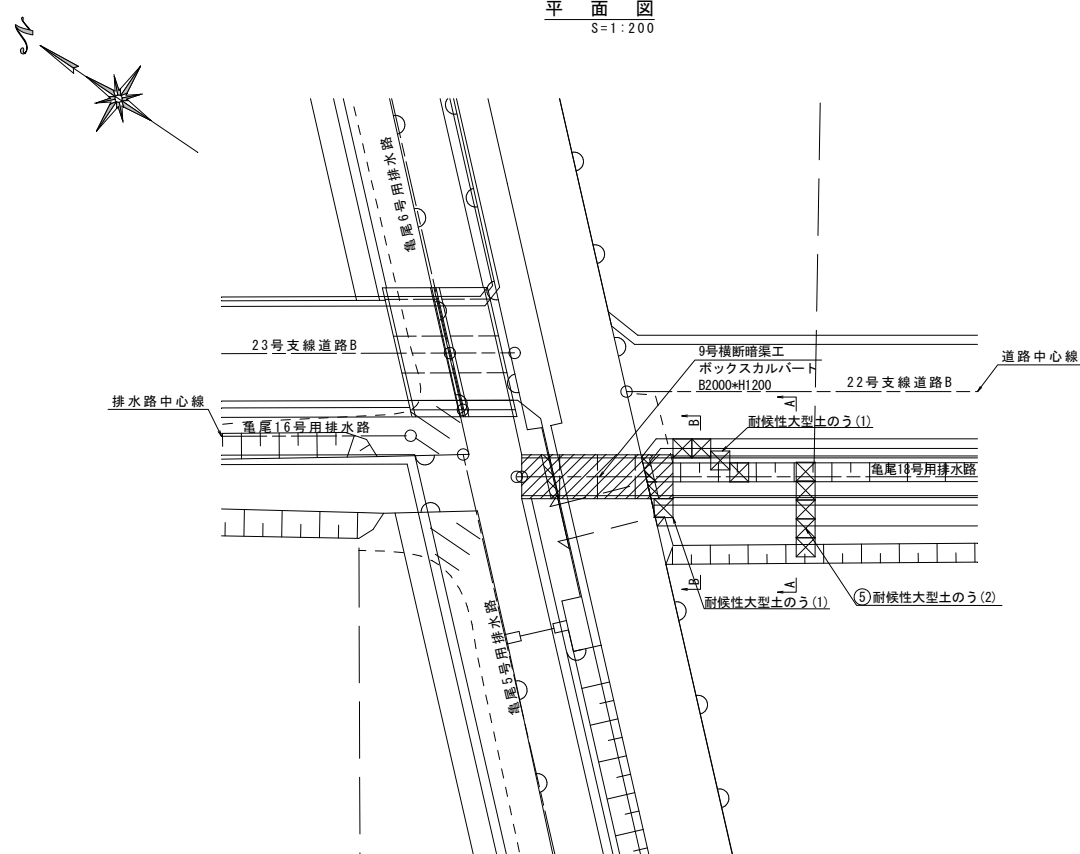 平面図
S=1:200
N
亀尾6号用排水路
23号支線道路B
9号横断暗渠工
ボックスカルバート
B2000*H1200
22号支線道路B
道路中心線
排水路中心線
亀尾16号用排水路
A
B
耐候性大型土のう(1)
亀尾18号用排水路
B
A
耐候性大型土のう(1)
⑤耐候性大型土のう(2)
亀尾5号用排水路